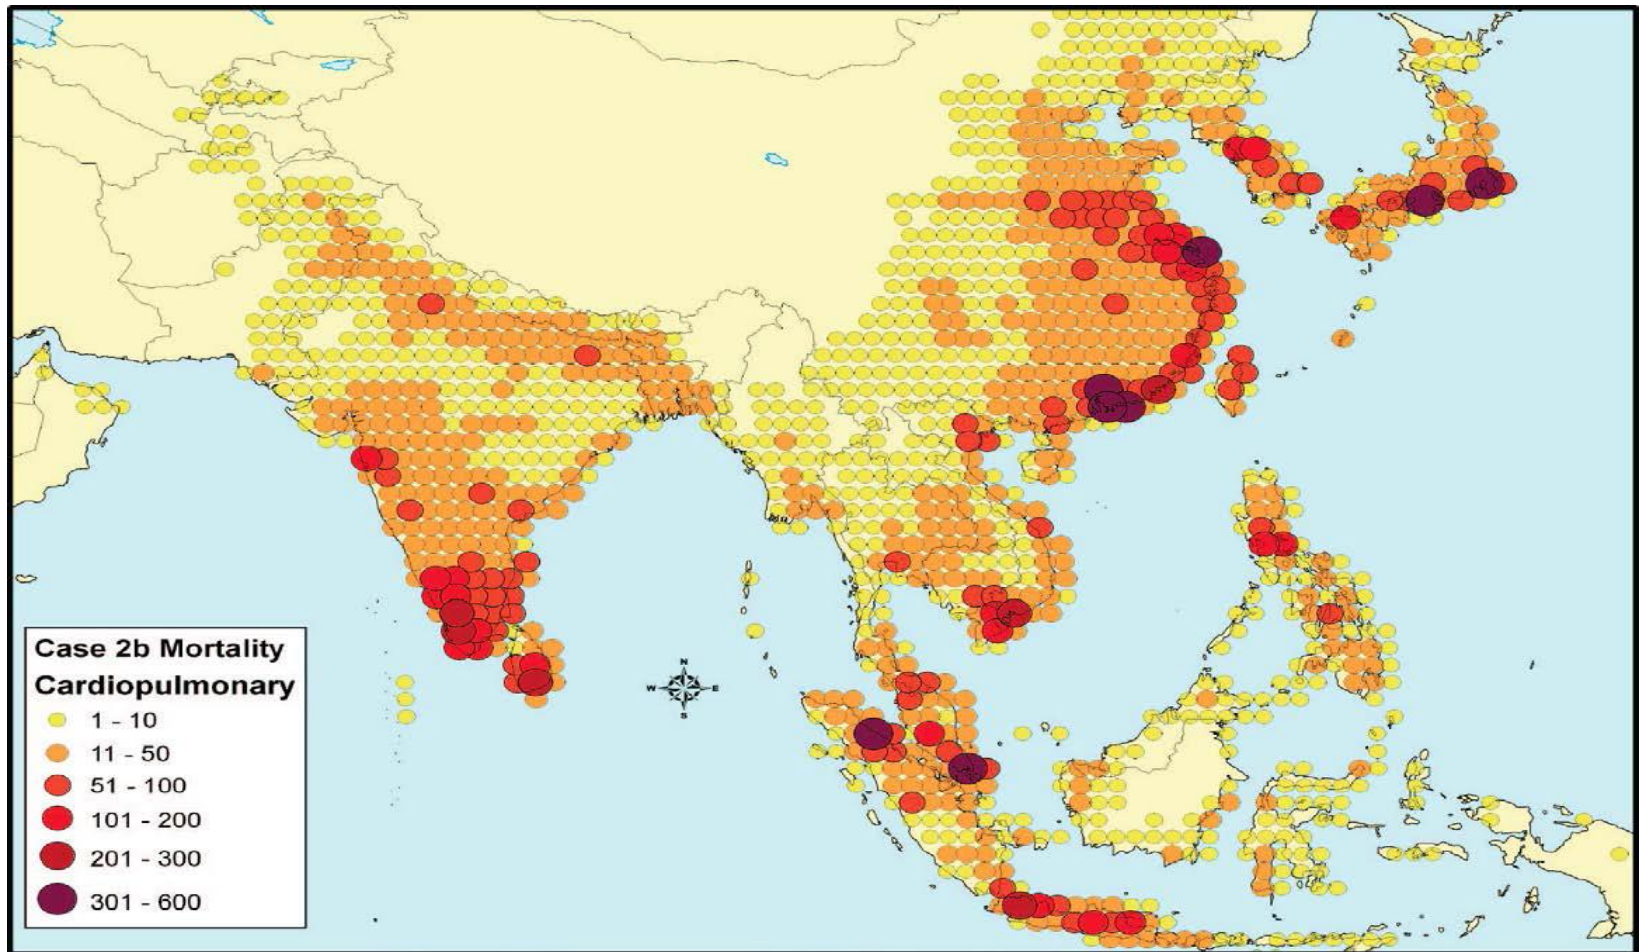 N
W E
S
Case 2b Mortality
Cardiopulmonary
1 - 10
11 - 50
51 - 100
101 - 200
201 - 300
301 - 600